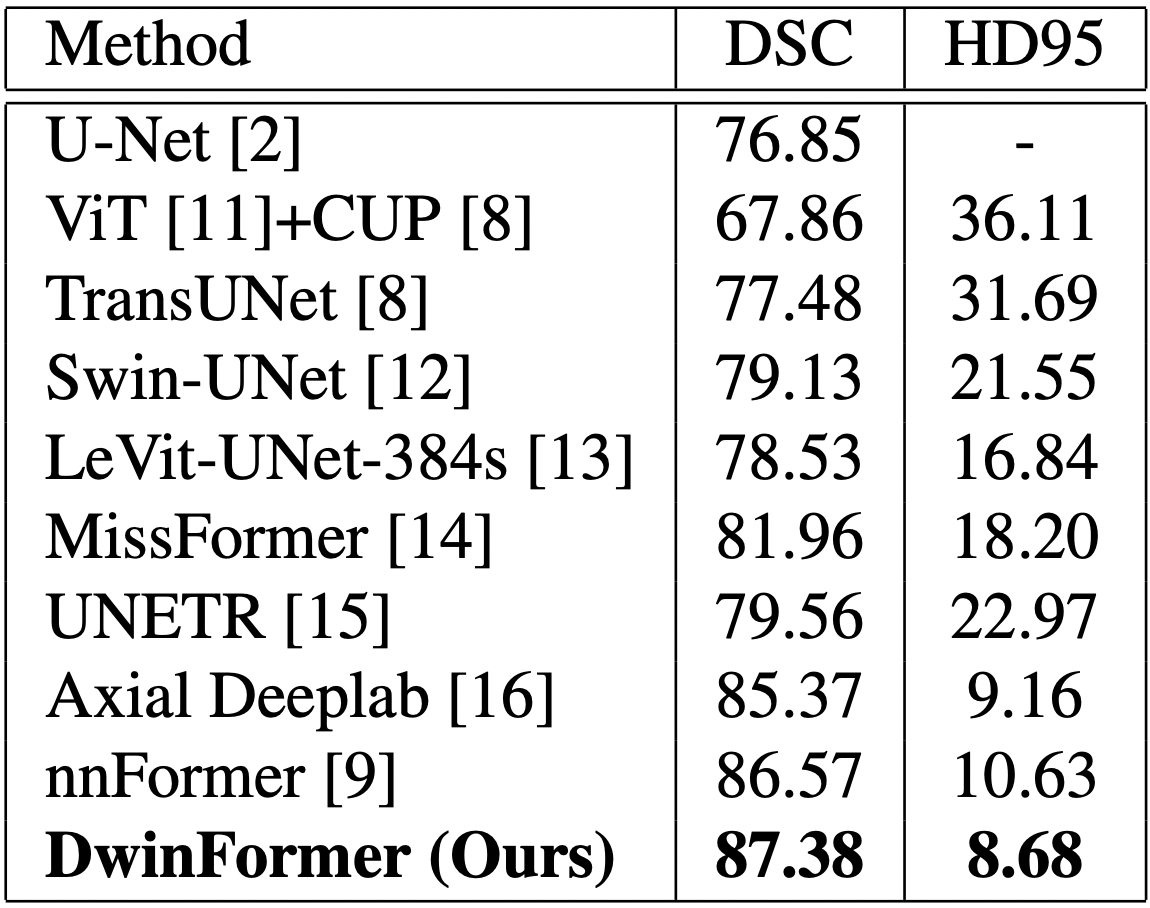 Method DSC HD95
U-Net [2] 76.85 -
ViT [11]+CUP [8] 67.86 36.11
TransUNet [8] 77.48 31.69
Swin-UNet [12] 79.13 21.55
LeVit-UNet-384s [13] 78.53 16.84
MissFormer [14] 81.96 18.20
UNETR [15] 79.56 22.97
Axial Deeplab [16] 85.37 9.16
nnFormer [9] 86.57 10.63
DwinFormer (Ours) 87.38 8.68